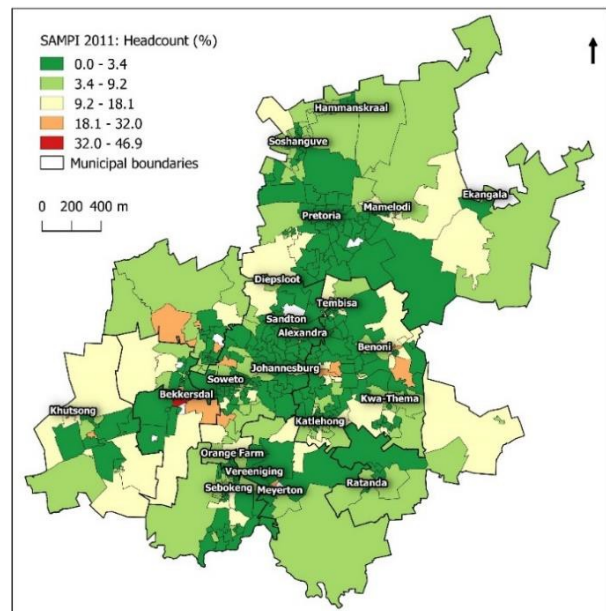 SAMPI 2011: Headcount (%)
0.0 - 3.4
3.4 - 9.2
9.2 - 18.1
18.1 - 32.0
32.0 - 46.9
Municipal boundaries
0 200 400 m
Hammanskraal
Soshanguve
Ekangala
Mamelodi
Pretoria
Diepsloot
Tembisa
Sandton
Alexandra
Benoni
Johannesburg
Soweto
Bekkersdal
Kwa-Thema
Khutsong
Katlehong
Orange Farm
Vereeniging
Sebokeng
Meyerton
Ratanda